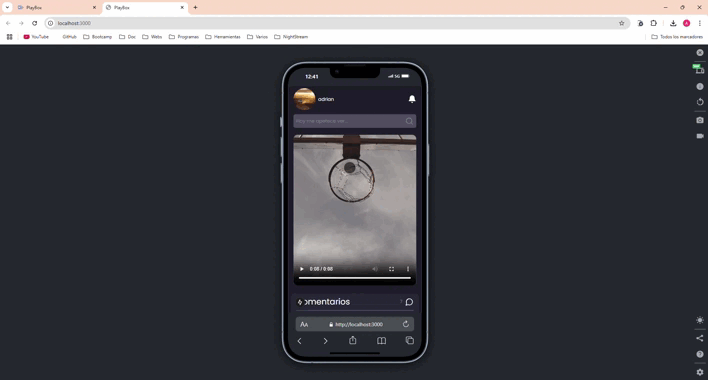 PlayBox
PlayBox
localhost:3000
YouTube
GitHub
Bootcamp
Doc
Webs
Programas
Herramientas
Varios
NightStream
Todos los marcadores
12:41
5G
adrian
0:00 / 0:00
omentarios
AA
http://localhost:3000